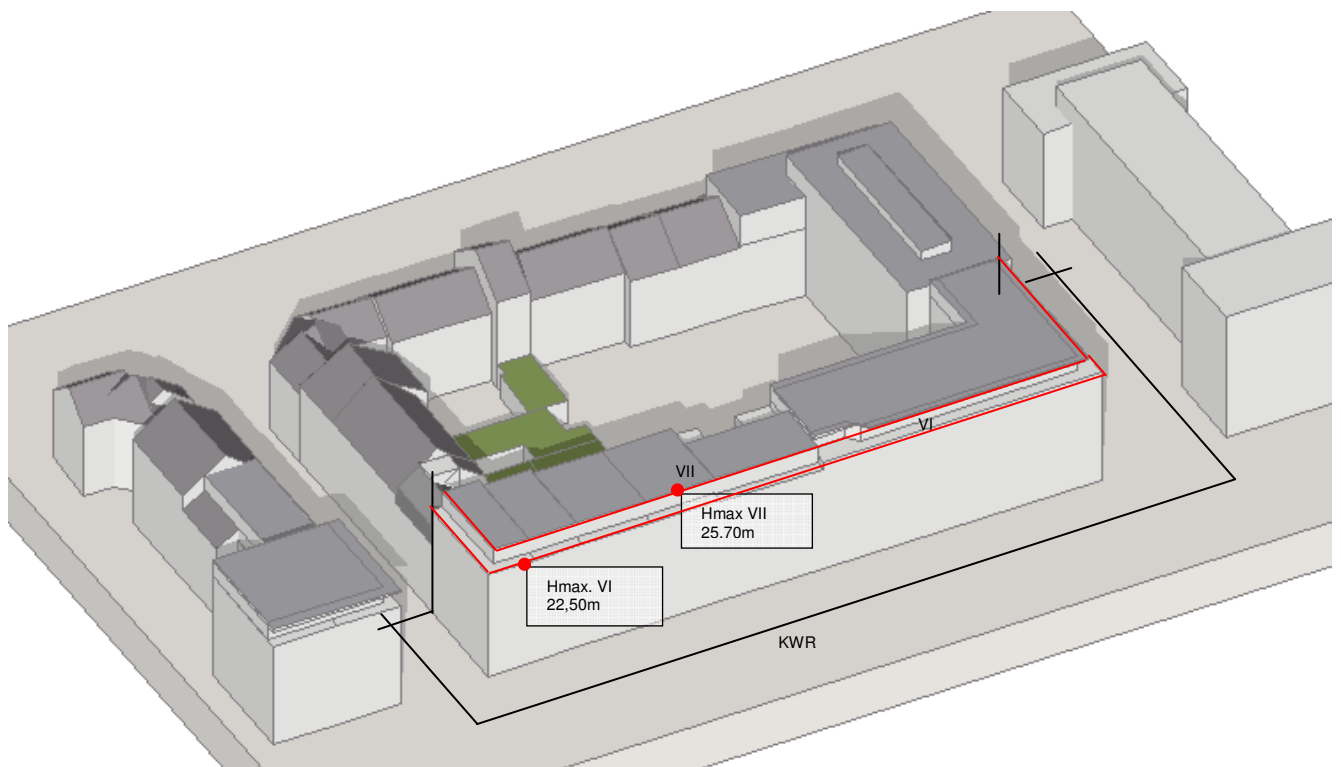 VI
VII
Hmax VII
25.70m
Hmax. VI
22,50m
KWR